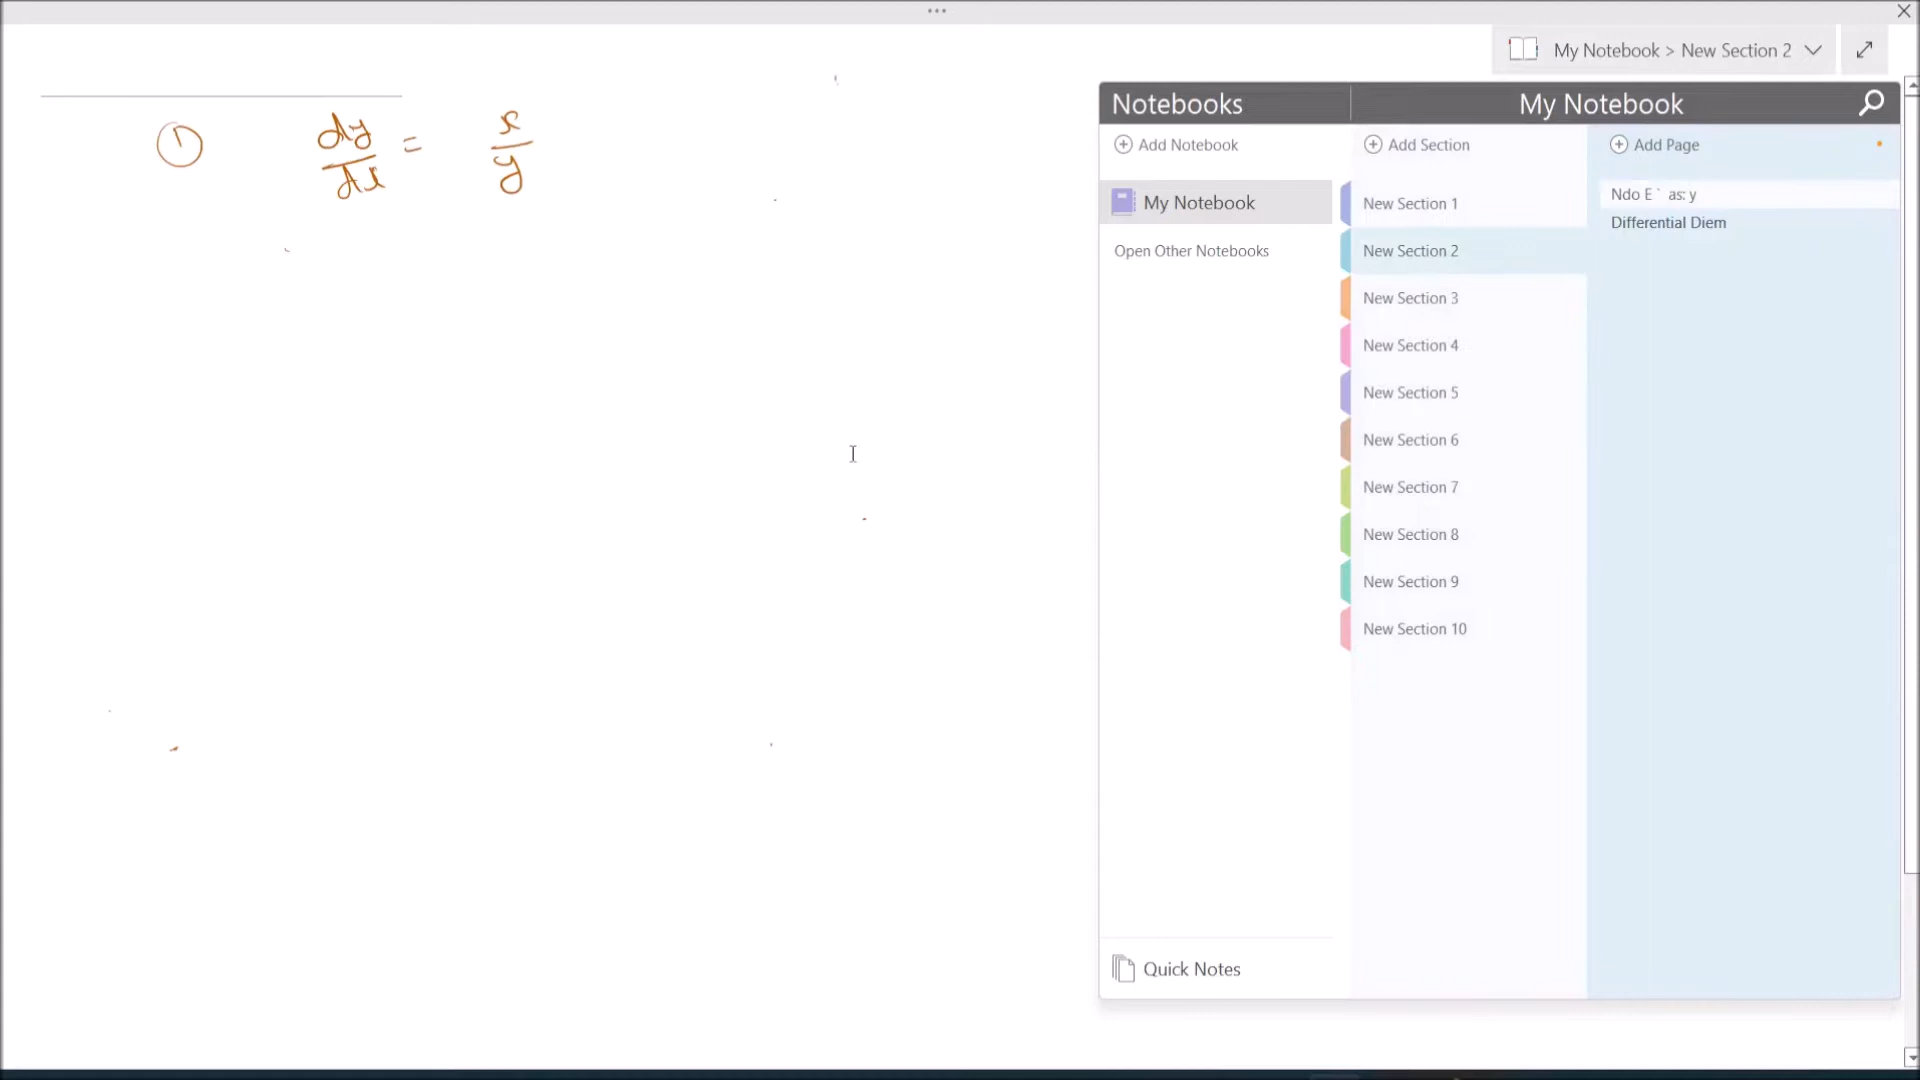 My Notebook > New Section 2
① dy/dx = x/y
Notebooks
My Notebook
Add Notebook
Add Section
Add Page
My Notebook
Open Other Notebooks
New Section 1
New Section 2
New Section 3
New Section 4
New Section 5
New Section 6
New Section 7
New Section 8
New Section 9
New Section 10
Ndo E ` as: y
Differential Diem
Quick Notes